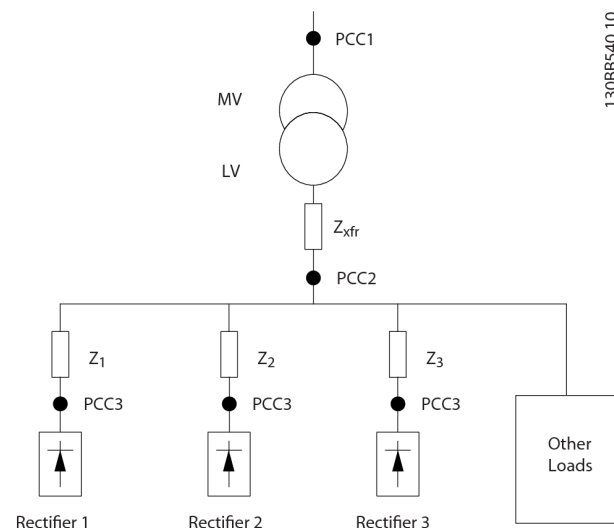 PCC1
130BB540.10
MV
LV
Zxfr
PCC2
Z1
Z2
Z3
PCC3
PCC3
PCC3
Other
Loads
Rectifier 1
Rectifier 2
Rectifier 3